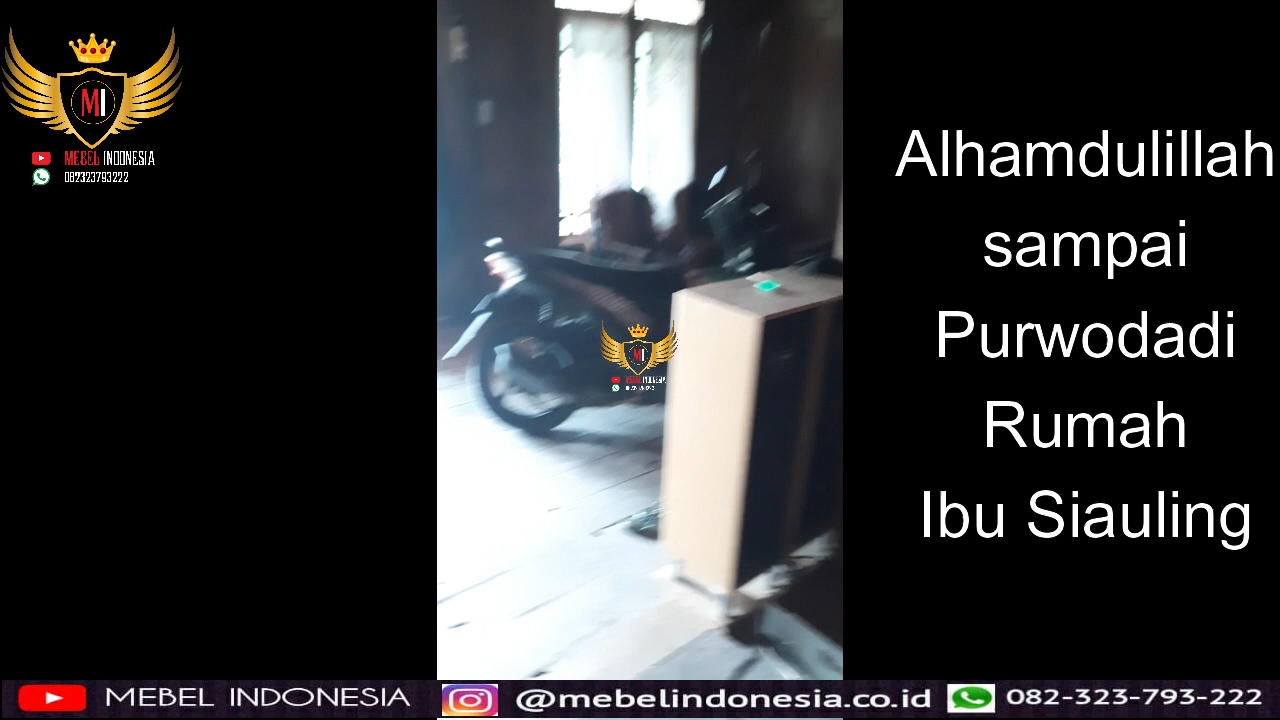 MI
MEBEL INDONESIA
082323793222
Alhamdulillah
sampai
Purwodadi
Rumah
Ibu Siauling
MI
MEBEL INDONESIA @mebelindonesia.co.id 082-323-793-222